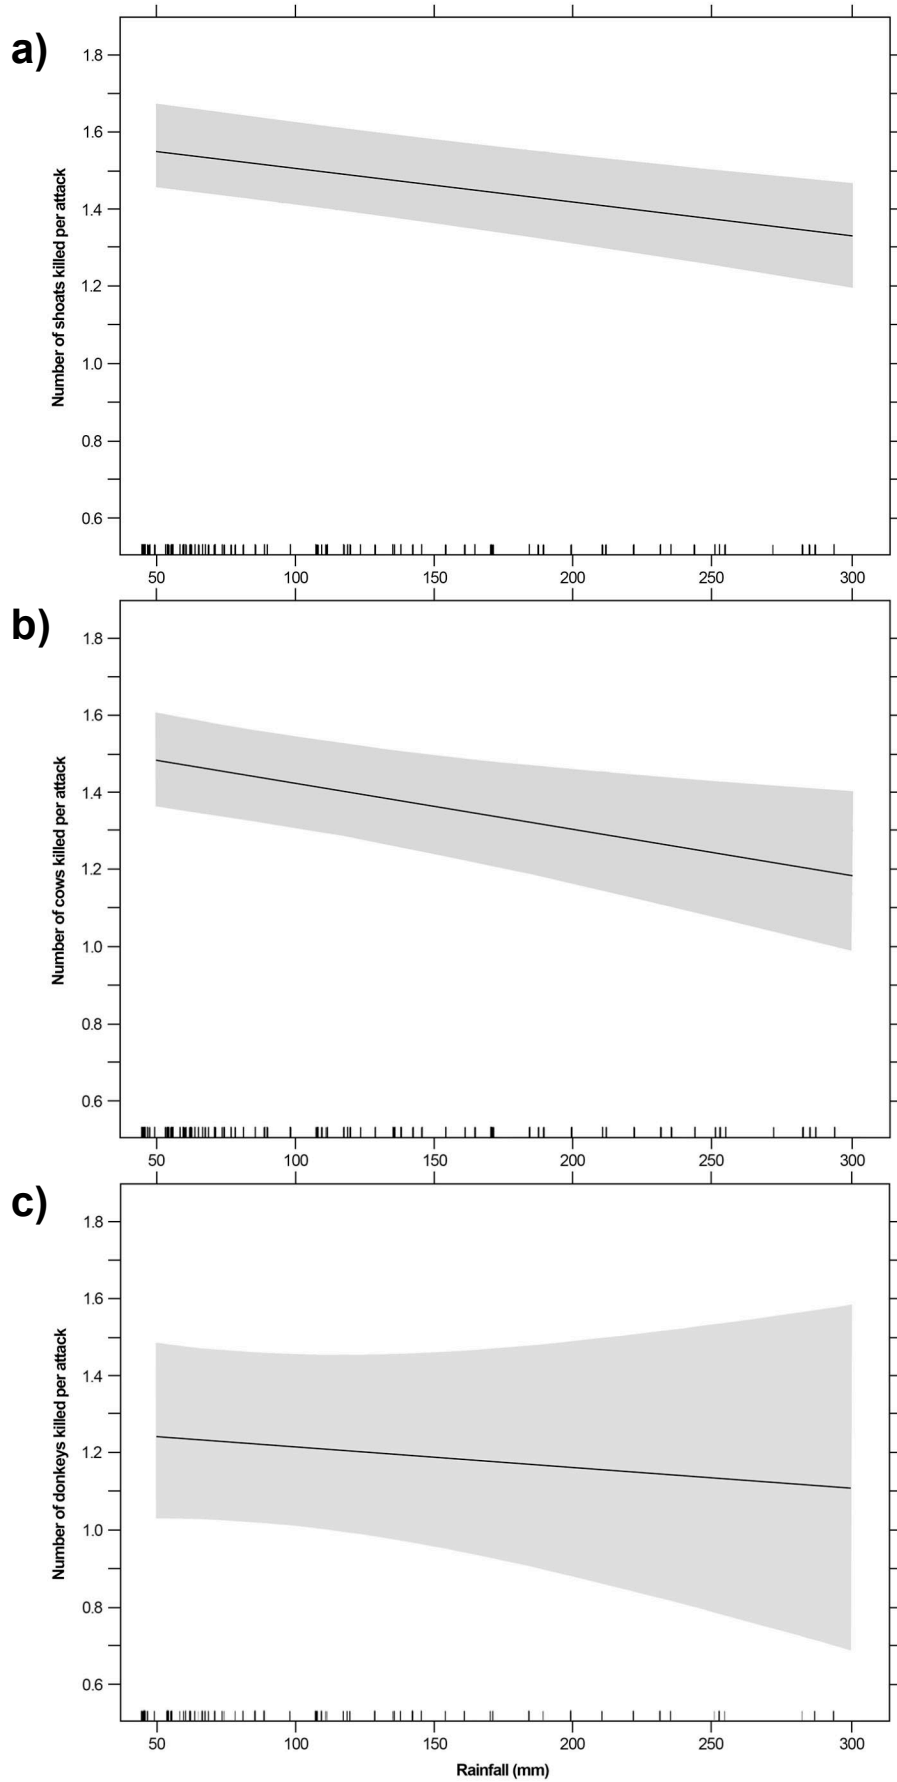 a)
Number of shoats killed per attack
1.8
1.6
1.4
1.2
1.0
0.8
0.6
50 100 150 200 250 300
b)
Number of cows killed per attack
1.8
1.6
1.4
1.2
1.0
0.8
0.6
50 100 150 200 250 300
c)
Number of donkeys killed per attack
1.8
1.6
1.4
1.2
1.0
0.8
0.6
50 100 150 200 250 300
Rainfall (mm)